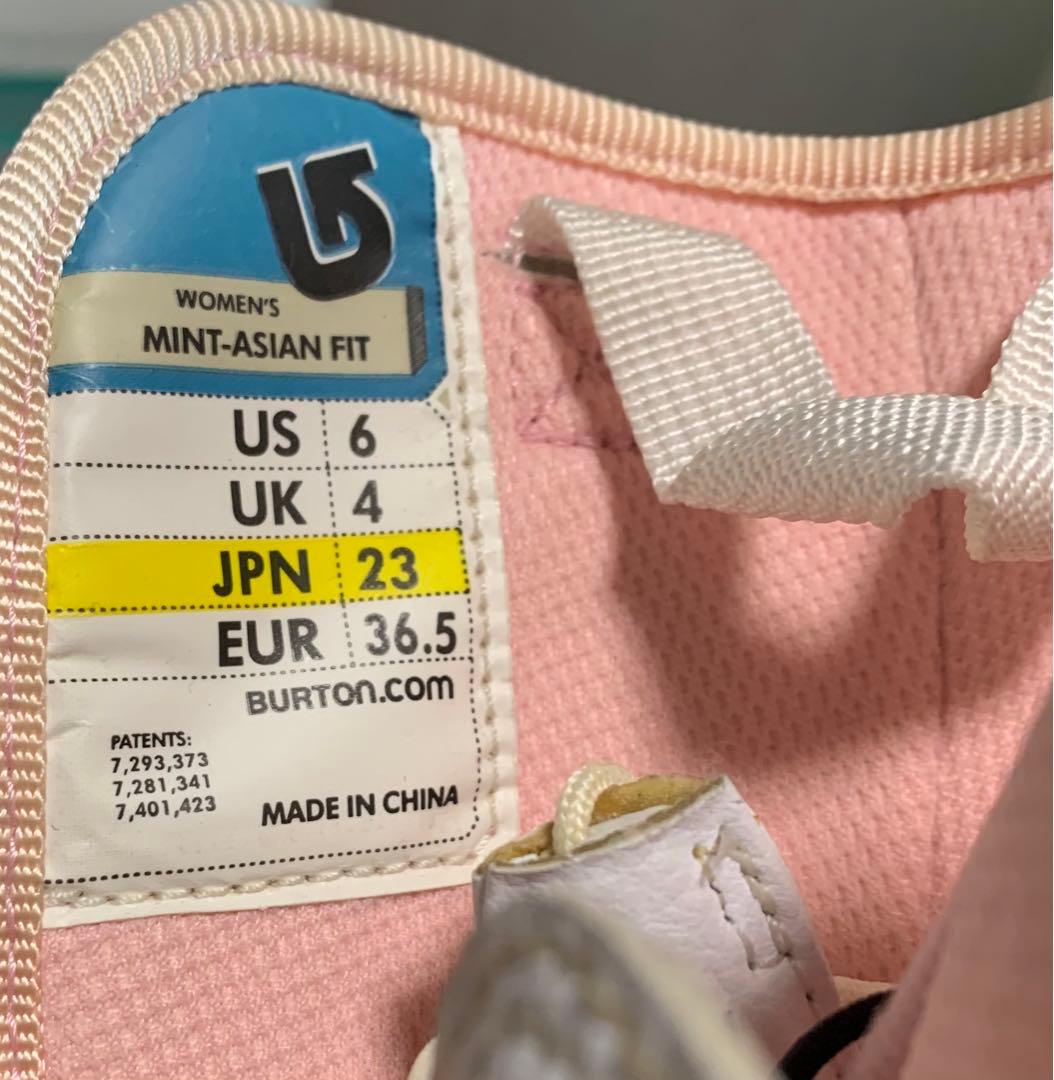 WOMEN'S
MINT-ASIAN FIT
US 6
UK 4
JPN 23
EUR 36.5
BURTON.COM
PATENTS:
7,293,373
7,281,341
7,401,423
MADE IN CHINA